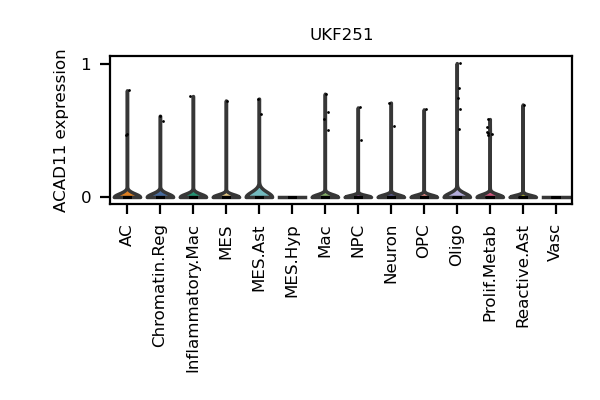 UKF251
ACAD11 expression
1
0
AC
Chromatin.Reg
Inflammatory.Mac
MES
MES.Ast
MES.Hyp
Mac
NPC
Neuron
OPC
Oligo
Prolif.Metab
Reactive.Ast
Vasc